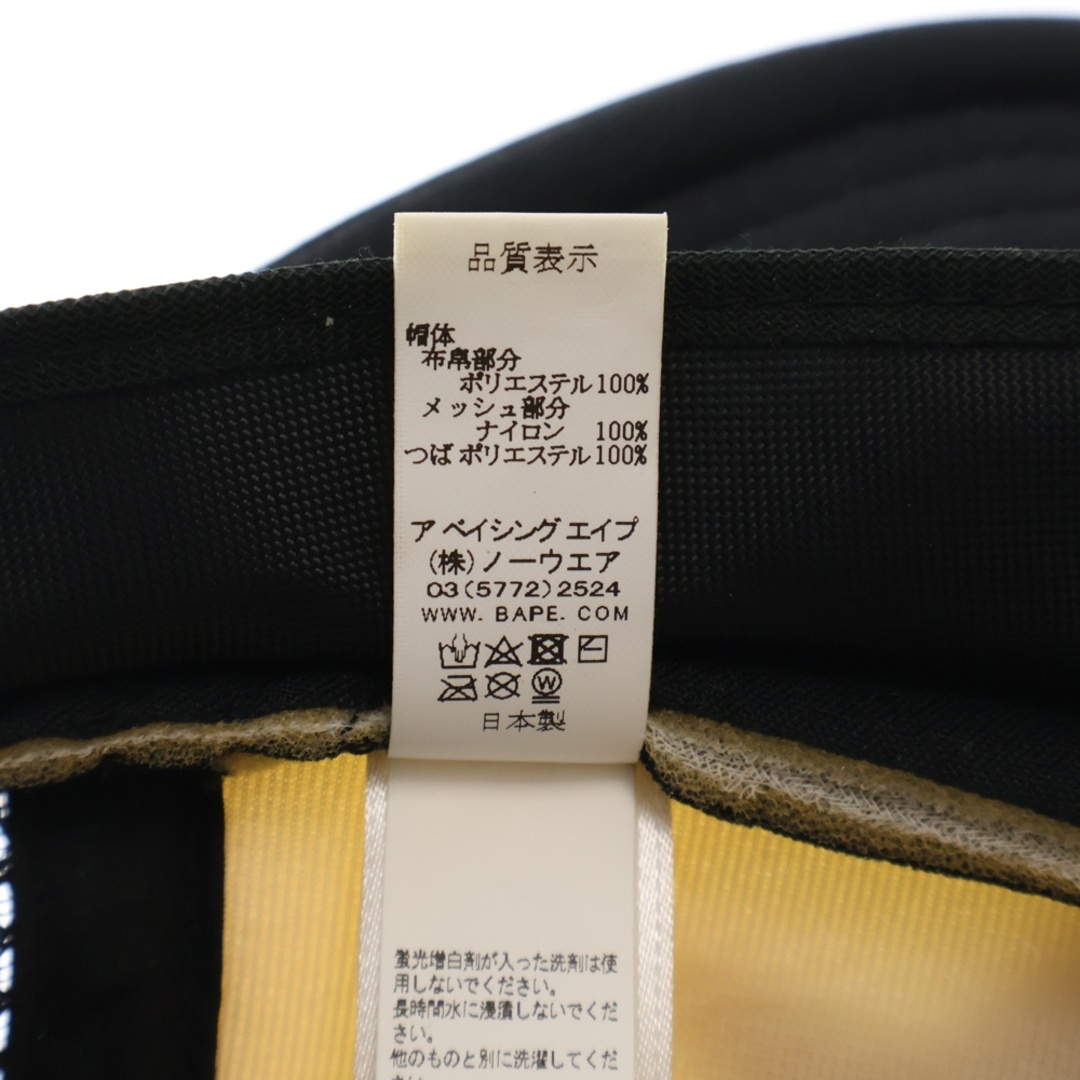 品質表示
帽体
布帛部分
ポリエステル100%
メッシュ部分
ナイロン 100%
つば ポリエステル100%
ア ベイシング エイプ
(株)ノーウエア
03(5772)2524
WWW. BAPE. COM
W
日本製
蛍光増白剤が入った洗剤は使
用しないでください。
長時間水に浸漬しないでくだ
さい。
他のものと別に洗濯してくだ
さい。